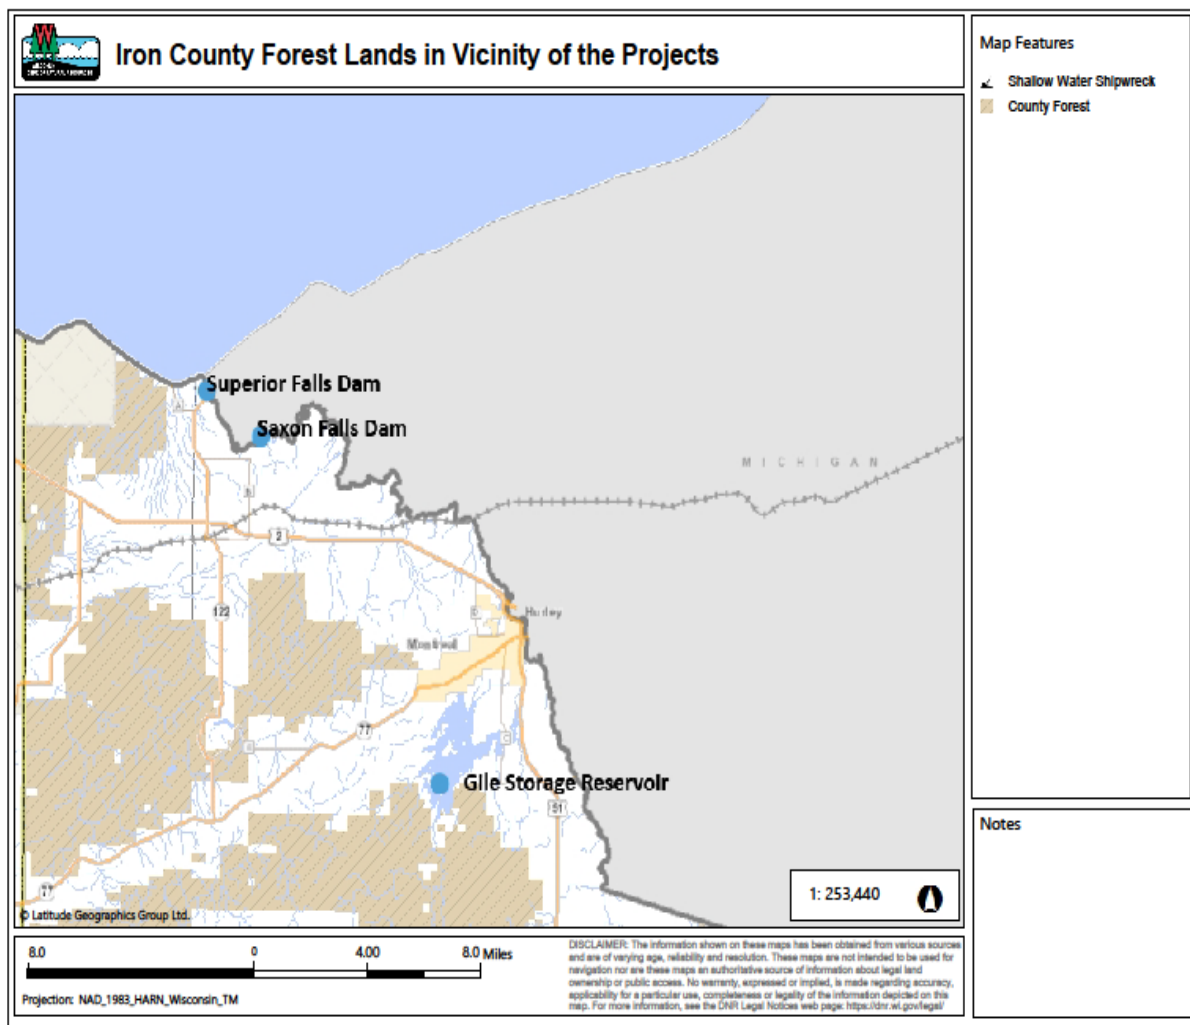 Iron County Forest Lands in Vicinity of the Projects
Map Features
Shallow Water Shipwreck
County Forest
Superior Falls Dam
A
Saxon Falls Dam
MICHIGAN
2
122
Hurley
Montreal
77
C
Gile Storage Reservoir
51
77
© Latitude Geographics Group Ltd.
1: 253,440
Notes
8.0 0 4.00 8.0 Miles
Projection: NAD_1983_HARN_Wisconsin_TM
DISCLAIMER: The information shown on these maps has been obtained from various sources
and are of varying age, reliability and resolution. These maps are not intended to be used for
navigation nor are these maps an authoritative source of information about legal land
ownership or public access. No warranty, expressed or implied, is made regarding accuracy,
applicability for a particular use, completeness or legality of the information depicted on this
map. For more information, see the DNR Legal Notices web page: https://dnr.wi.gov/legal/